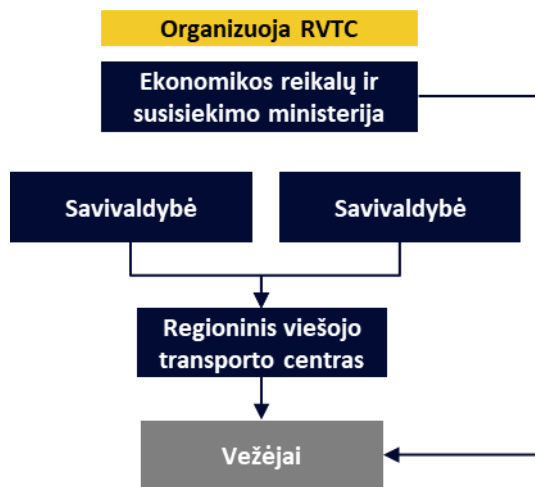 Organizuoja RVTC
Ekonomikos reikalų ir
susisiekimo ministerija
Savivaldybė
Savivaldybė
Regioninis viešojo
transporto centras
Vežėjai